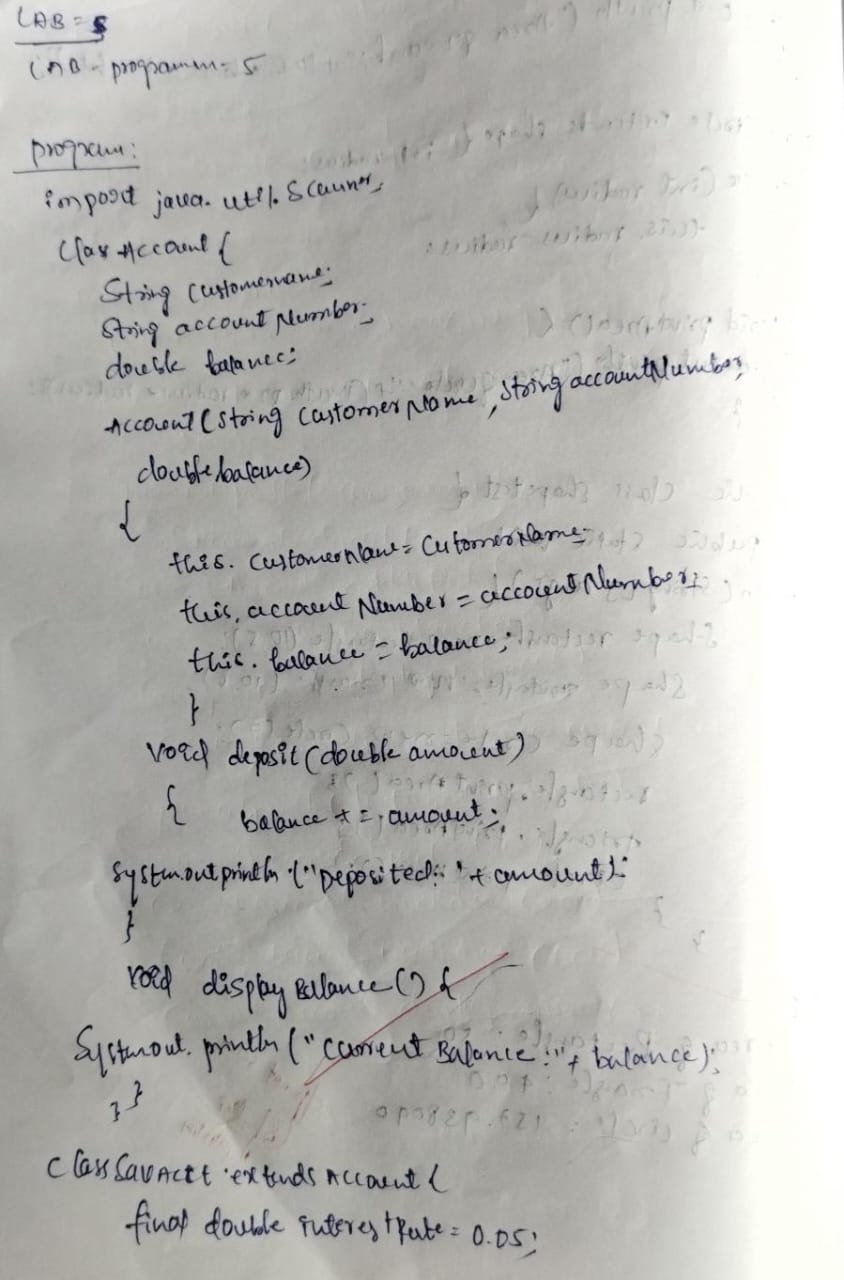 LAB = 5
LAB - programm - 5
program:
import java. util. Scanner;
Class Account {
String customername;
String account Number;
double balance;
Account (String CustomerName, String accountNumber,
double balance)
{
this. CustomerName = CutomerName;
this. account Number = account Number;
this. balance = balance;
}
void deposit (double amount)
{ balance + = amount;
System.out println ("Deposited: "+ amount);
}
void display Balance () {
System.out. println ("Current Balance: "+ balance);
} }
Class SavAcct extends Account {
final double interestRate = 0.05;